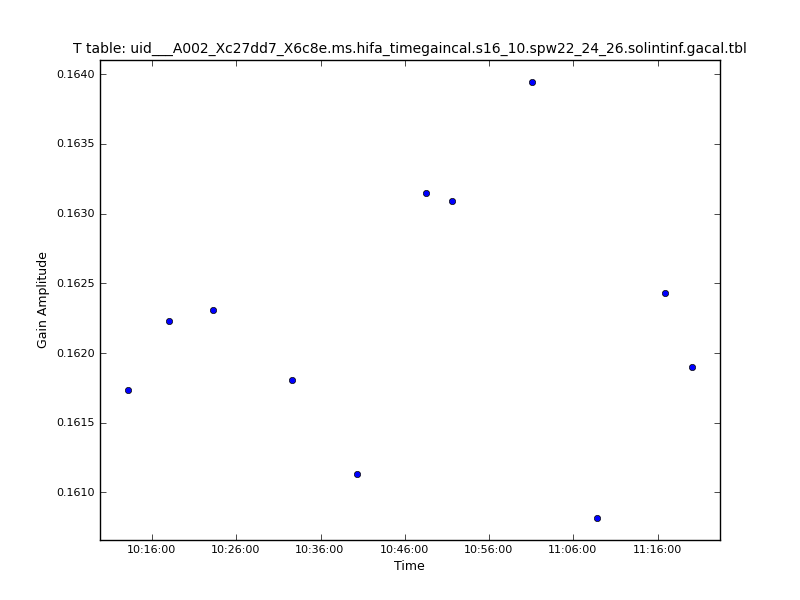 T table: uid___A002_Xc27dd7_X6c8e.ms.hifa_timegaincal.s16_10.spw22_24_26.solintinf.gacal.tbl
0.1640
0.1635
0.1630
0.1625
0.1620
0.1615
0.1610
Gain Amplitude
10:16:00 10:26:00 10:36:00 10:46:00 10:56:00 11:06:00 11:16:00
Time